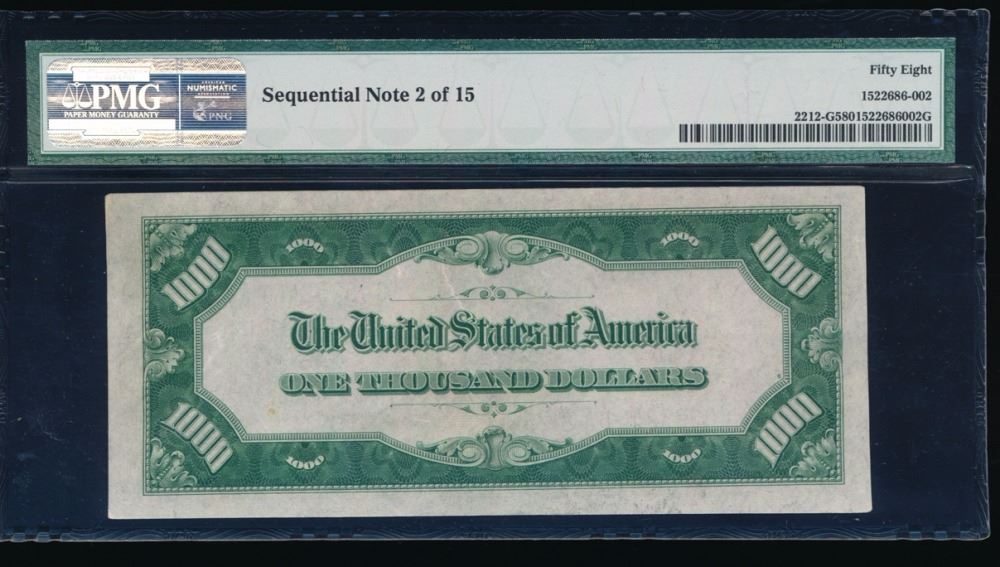 PMG
PAPER MONEY GUARANTY
NUMISMATIC
PNG
Sequential Note 2 of 15
Fifty Eight
1522686-002
2212-G5801522686002G
1000 1000 1000 1000
The United States of America
ONE THOUSAND DOLLARS
1000 1000 1000 1000